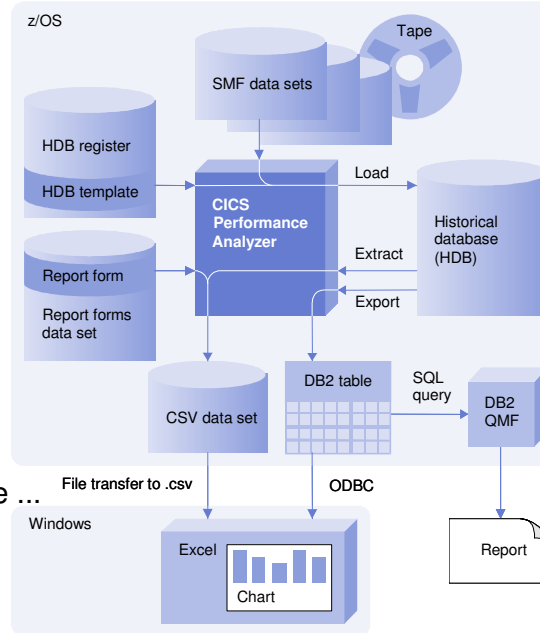 z/OS
Tape
SMF data sets
HDB register
HDB template
Load
CICS
Performance
Analyzer
Historical
database
(HDB)
Extract
Report form
Export
Report forms
data set
DB2 table
SQL
query
CSV data set
DB2
QMF
e ...
File transfer to .csv
ODBC
Windows
Excel
Chart
Report